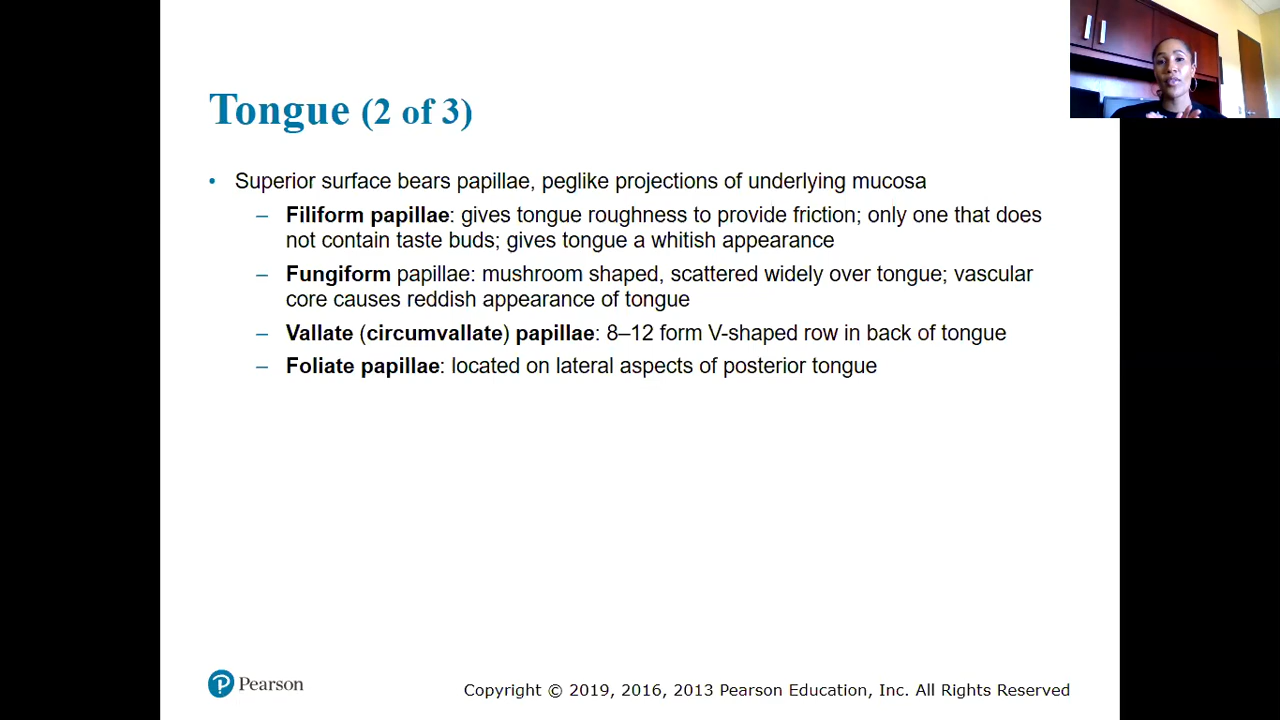 Tongue (2 of 3)
• Superior surface bears papillae, peglike projections of underlying mucosa
– Filiform papillae: gives tongue roughness to provide friction; only one that does
not contain taste buds; gives tongue a whitish appearance
– Fungiform papillae: mushroom shaped, scattered widely over tongue; vascular
core causes reddish appearance of tongue
– Vallate (circumvallate) papillae: 8–12 form V-shaped row in back of tongue
– Foliate papillae: located on lateral aspects of posterior tongue
Pearson
Copyright © 2019, 2016, 2013 Pearson Education, Inc. All Rights Reserved